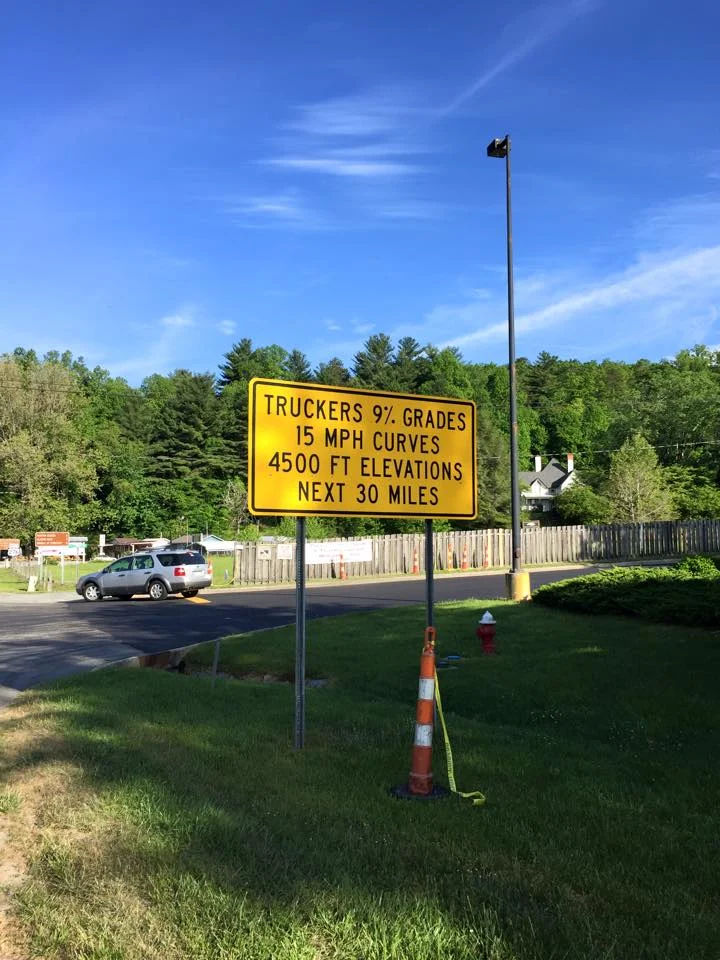 TRUCKERS 9% GRADES
15 MPH CURVES
4500 FT ELEVATIONS
NEXT 30 MILES